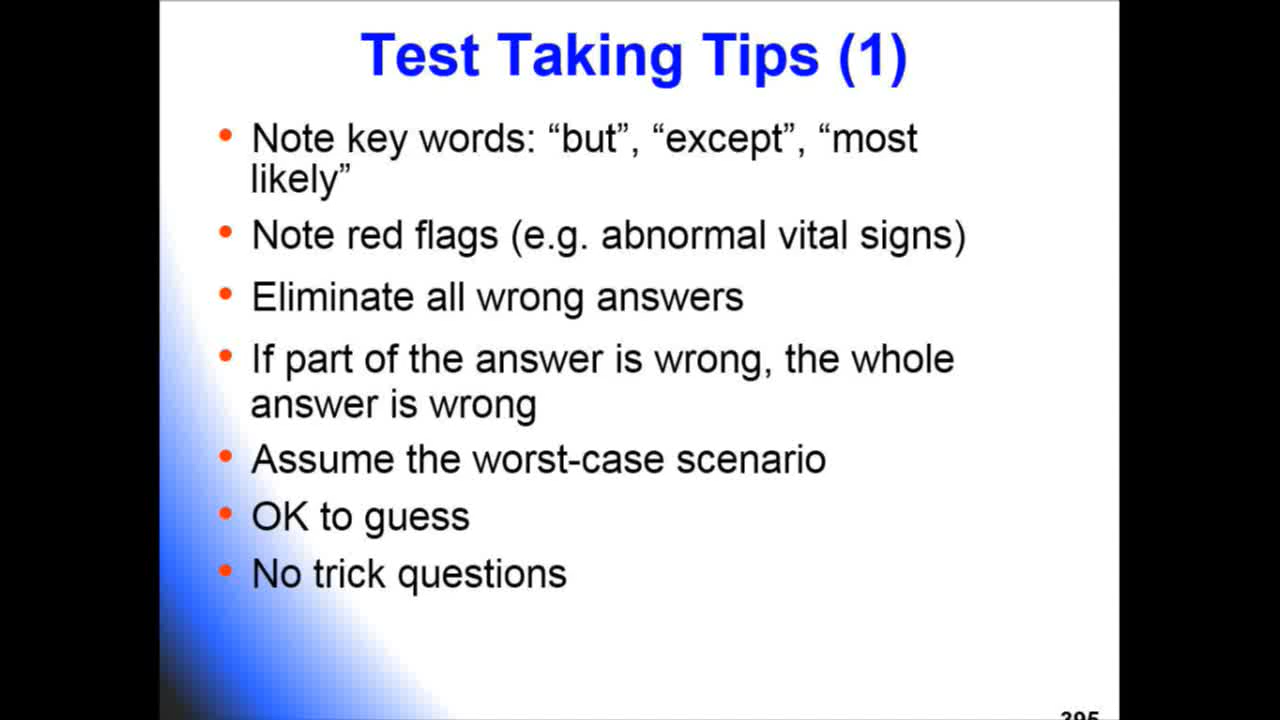 Test Taking Tips (1)
• Note key words: “but”, “except”, “most
likely”
• Note red flags (e.g. abnormal vital signs)
• Eliminate all wrong answers
• If part of the answer is wrong, the whole
answer is wrong
• Assume the worst-case scenario
• OK to guess
• No trick questions
395